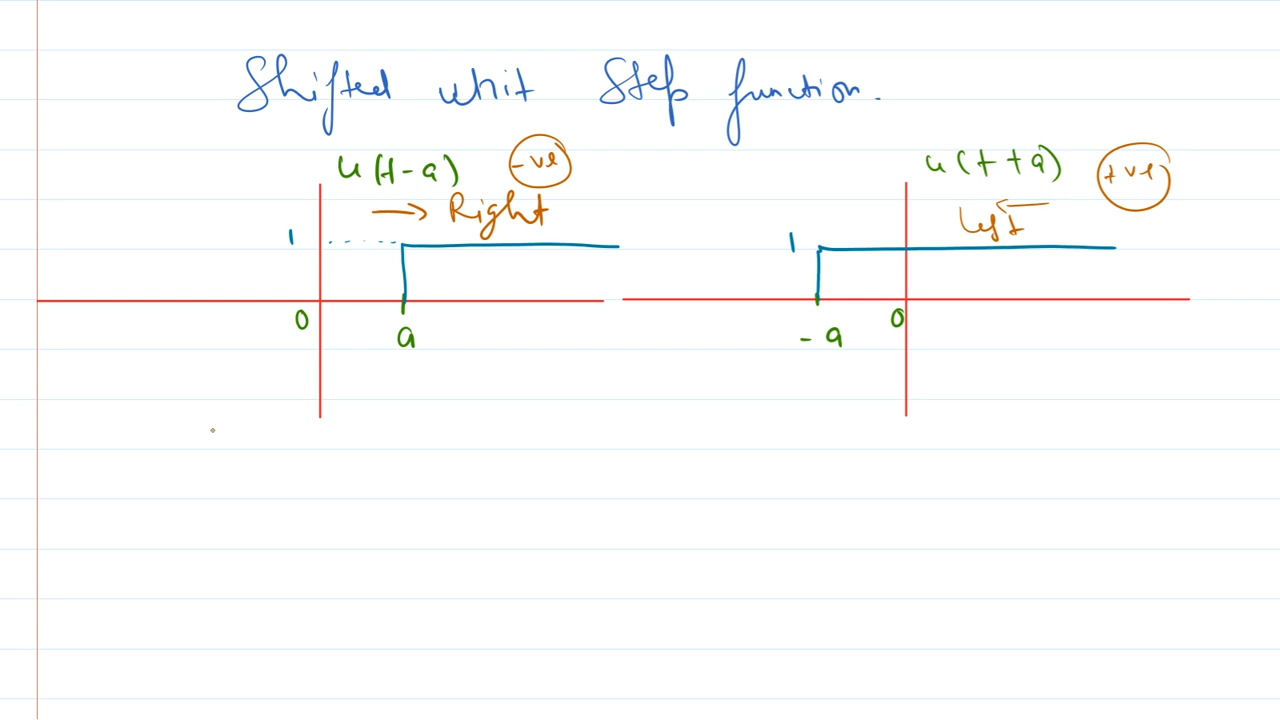 Shifted unit Step function.
u(t-a) -ve
→ Right
1
0
a
u(t+a) +ve
←
Left
1
0
-a